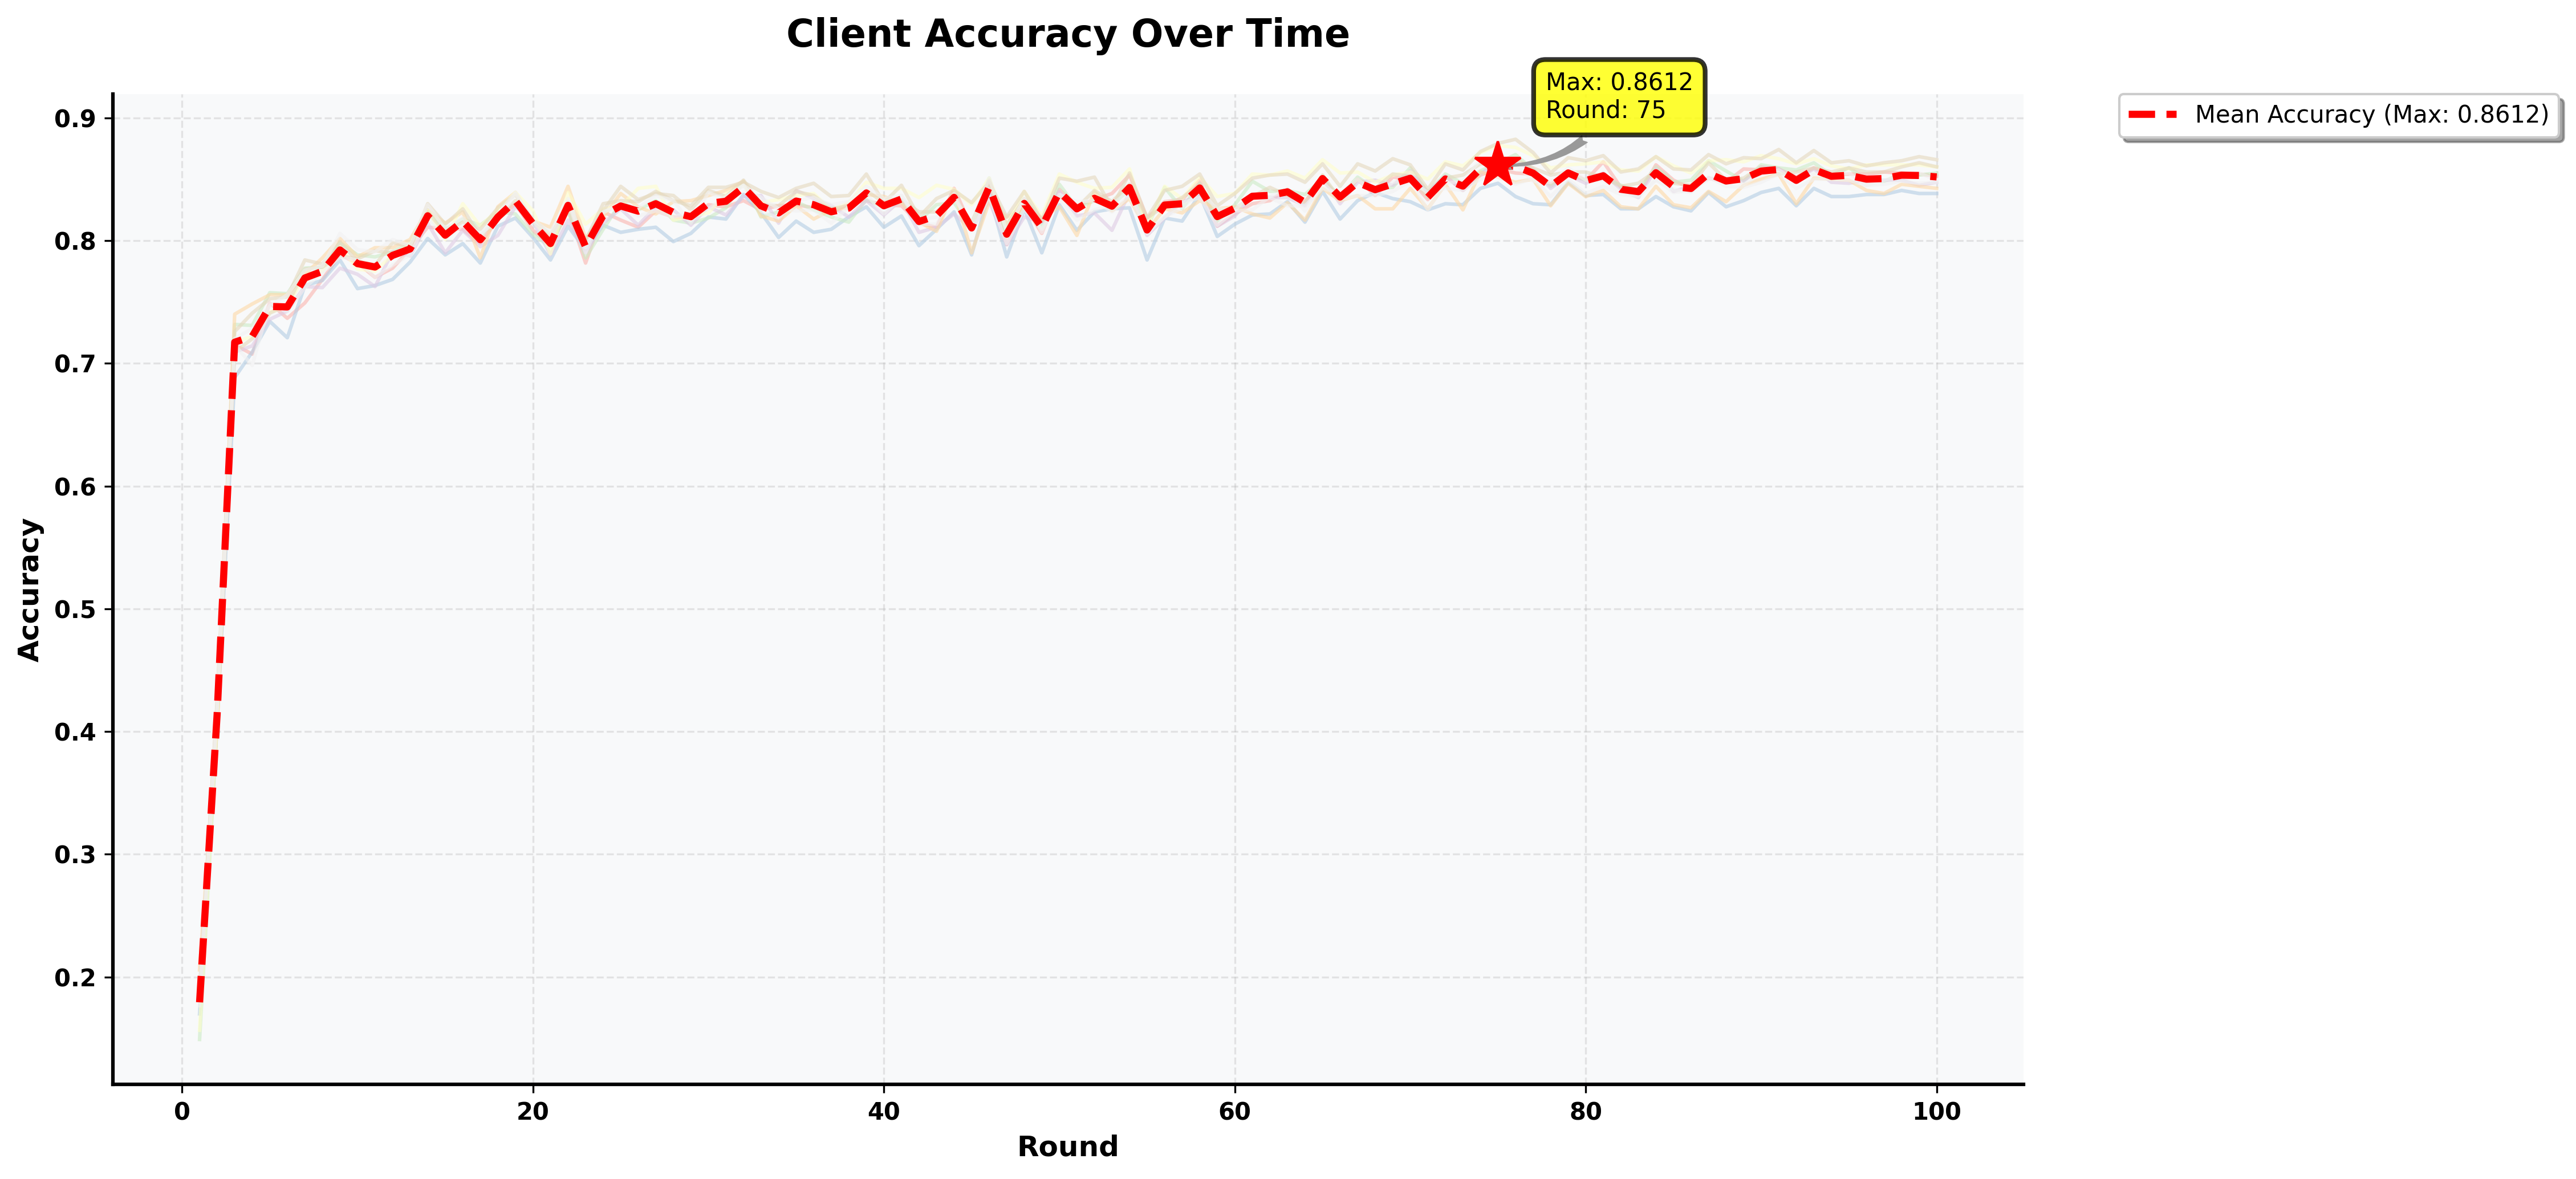 Client Accuracy Over Time
Max: 0.8612
Round: 75
Mean Accuracy (Max: 0.8612)
0.9
0.8
0.7
0.6
0.5
0.4
0.3
0.2
Accuracy
0
20
40
60
80
100
Round